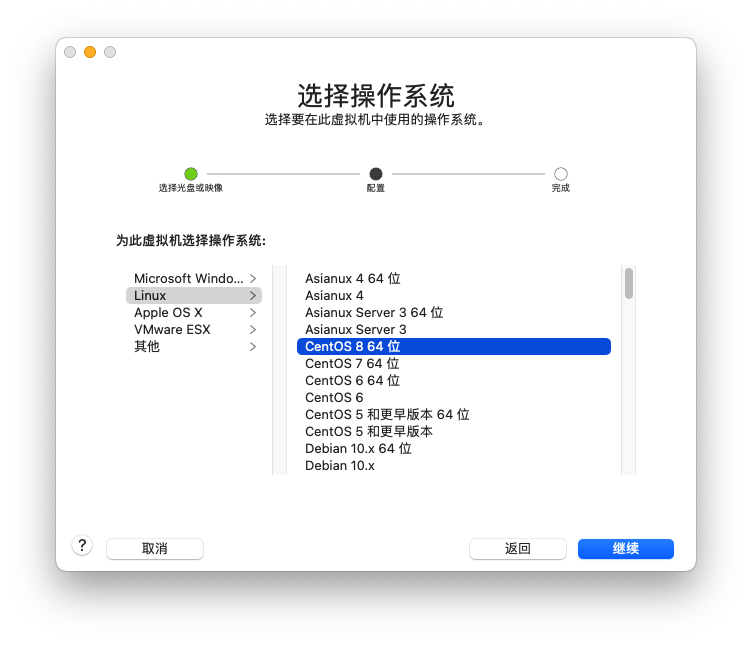 选择操作系统
选择要在此虚拟机中使用的操作系统。
选择光盘或映像
配置
完成
为此虚拟机选择操作系统:
Microsoft Windo...
Linux
Apple OS X
VMware ESX
其他
Asianux 4 64 位
Asianux 4
Asianux Server 3 64 位
Asianux Server 3
CentOS 8 64 位
CentOS 7 64 位
CentOS 6 64 位
CentOS 6
CentOS 5 和更早版本 64 位
CentOS 5 和更早版本
Debian 10.x 64 位
Debian 10.x
?
取消
返回
继续